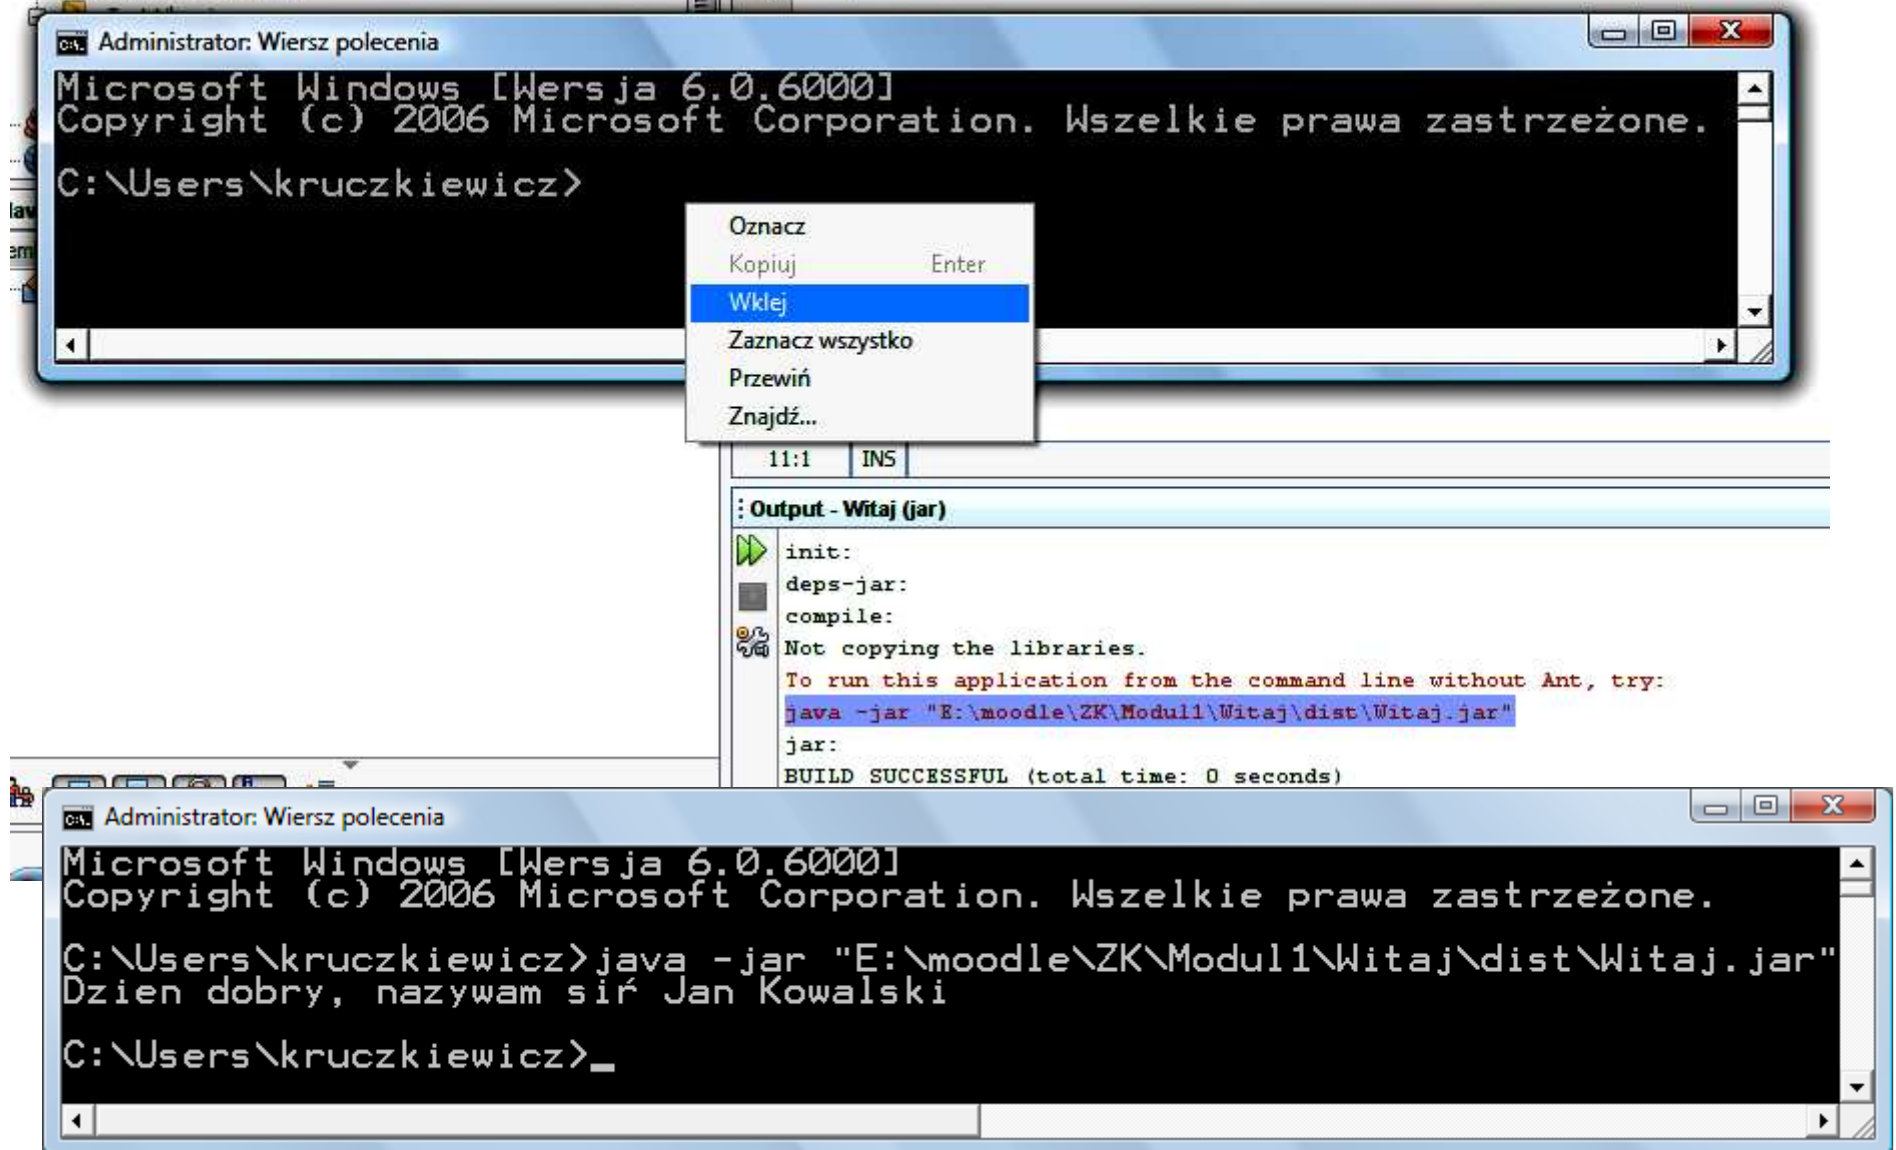 Administrator: Wiersz polecenia
Microsoft Windows [Wersja 6.0.6000]
Copyright (c) 2006 Microsoft Corporation. Wszelkie prawa zastrzeżone.
C:\Users\kruczkiewicz>
Oznacz
Kopiuj Enter
Wklej
Zaznacz wszystko
Przewiń
Znajdź...
11:1 INS
Output - Witaj (jar)
init:
deps-jar:
compile:
Not copying the libraries.
To run this application from the command line without Ant, try:
java -jar "E:\moodle\ZK\Modul1\Witaj\dist\Witaj.jar"
jar:
BUILD SUCCESSFUL (total time: 0 seconds)
Administrator: Wiersz polecenia
Microsoft Windows [Wersja 6.0.6000]
Copyright (c) 2006 Microsoft Corporation. Wszelkie prawa zastrzeżone.
C:\Users\kruczkiewicz>java -jar "E:\moodle\ZK\Modul1\Witaj\dist\Witaj.jar"
Dzien dobry, nazywam siŕ Jan Kowalski
C:\Users\kruczkiewicz>_